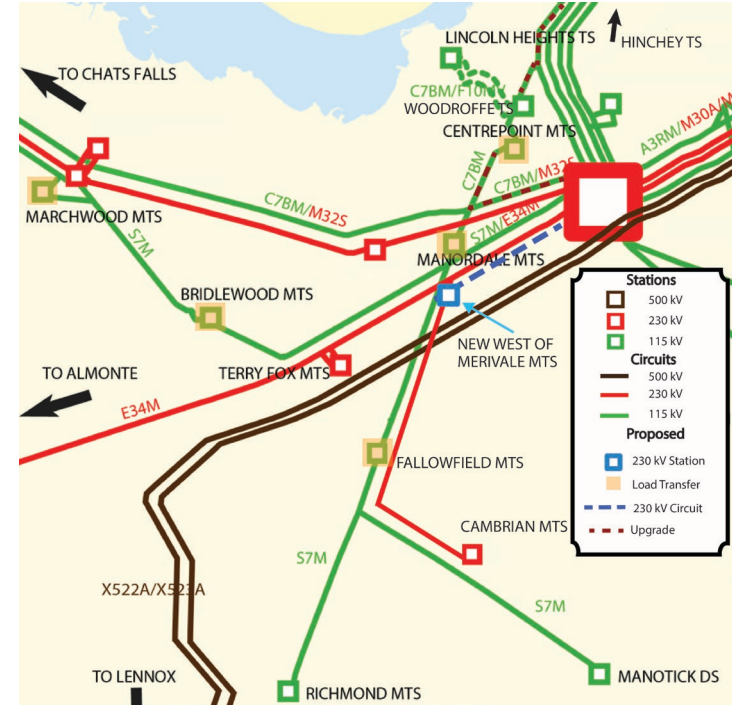 LINCOLN HEIGHTS TS
HINCHEY TS
TO CHATS FALLS
C7BM/F10MV
WOODROFFE TS
CENTREPOINT MTS
A3RM/M30A/M
C7BM
C7BM/M32S
MARCHWOOD MTS
C7BM/M32S
S7M/E34M
S7M
MANORDALE MTS
BRIDLEWOOD MTS
NEW WEST OF
MERIVALE MTS
TO ALMONTE
TERRY FOX MTS
E34M
FALLOWFIELD MTS
CAMBRIAN MTS
S7M
X522A/X523A
S7M
TO LENNOX
RICHMOND MTS
MANOTICK DS
Stations
500 kV
230 kV
115 kV
Circuits
500 kV
230 kV
115 kV
Proposed
230 kV Station
Load Transfer
230 kV Circuit
Upgrade